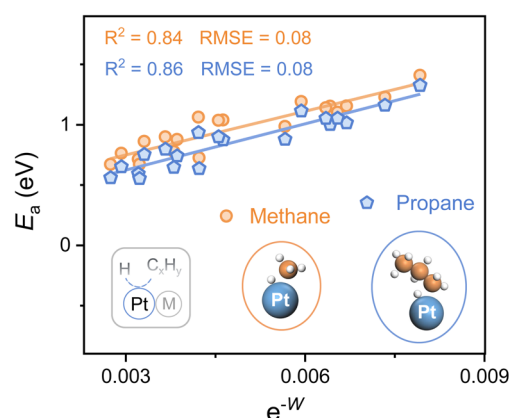 R² = 0.84 RMSE = 0.08
R² = 0.86 RMSE = 0.08
1
Eₐ (eV)
Methane
Propane
0
H CₓHᵧ
Pt M
Pt
Pt
0.003 0.006 0.009
e⁻ᵂ